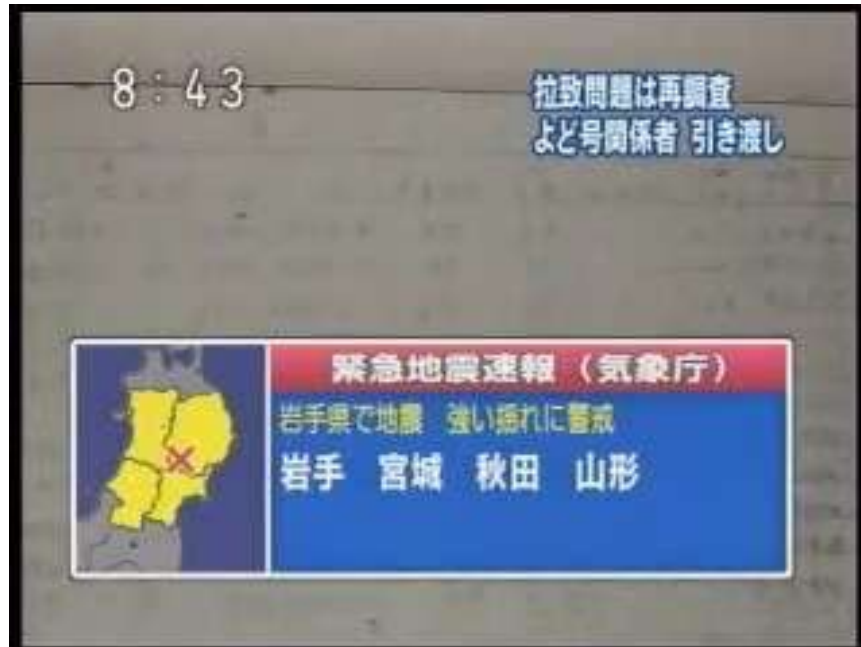 8:43
拉致問題は再調査
よど号関係者 引き渡し
緊急地震速報（気象庁）
岩手県で地震 強い揺れに警戒
岩手 宮城 秋田 山形